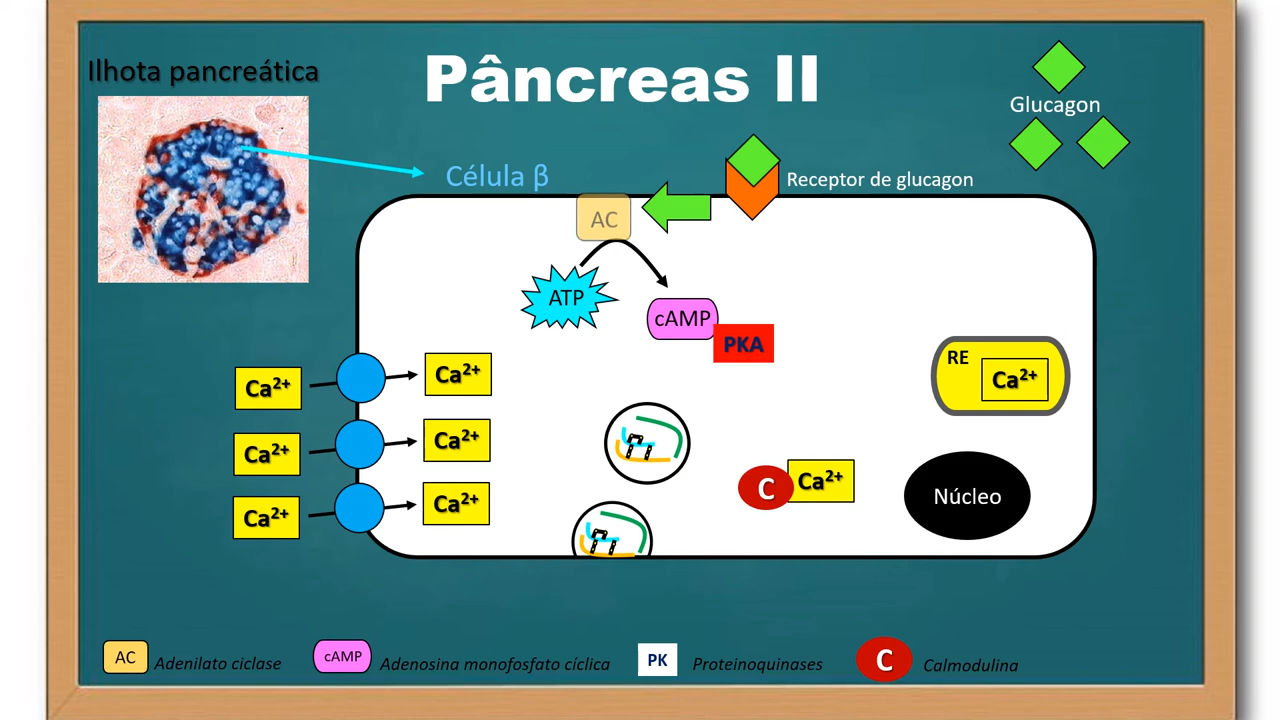 Pâncreas II
Ilhota pancreática
Glucagon
Célula β
Receptor de glucagon
AC
ATP
cAMP
PKA
RE
Ca²⁺
Ca²⁺
Ca²⁺
Ca²⁺
Ca²⁺
Ca²⁺
Ca²⁺
C
Ca²⁺
Núcleo
AC Adenilato ciclase cAMP Adenosina monofosfato cíclica PK Proteinoquinases C Calmodulina